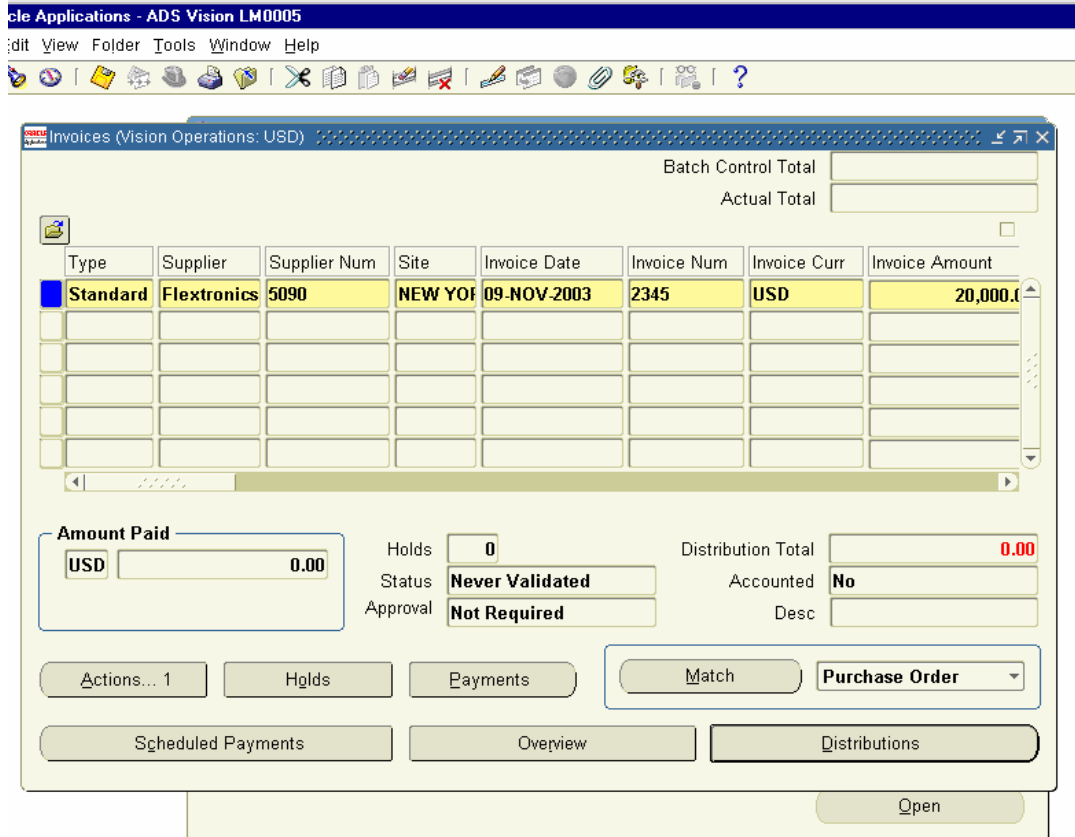 cle Applications - ADS Vision LM0005
Edit View Folder Tools Window Help
Invoices (Vision Operations: USD)
Batch Control Total
Actual Total
Type Supplier Supplier Num Site Invoice Date Invoice Num Invoice Curr Invoice Amount
Standard Flextronics 5090 NEW YOR 09-NOV-2003 2345 USD 20,000.0
Amount Paid
USD 0.00
Holds 0
Distribution Total 0.00
Status Never Validated
Accounted No
Approval Not Required
Desc
Actions... 1 Holds Payments Match Purchase Order
Scheduled Payments Overview Distributions
Open